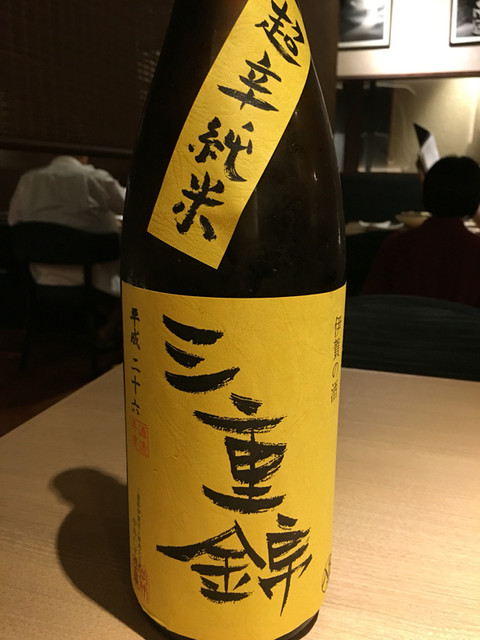 超辛純米
伊賀の酒
三重錦
平成二十六